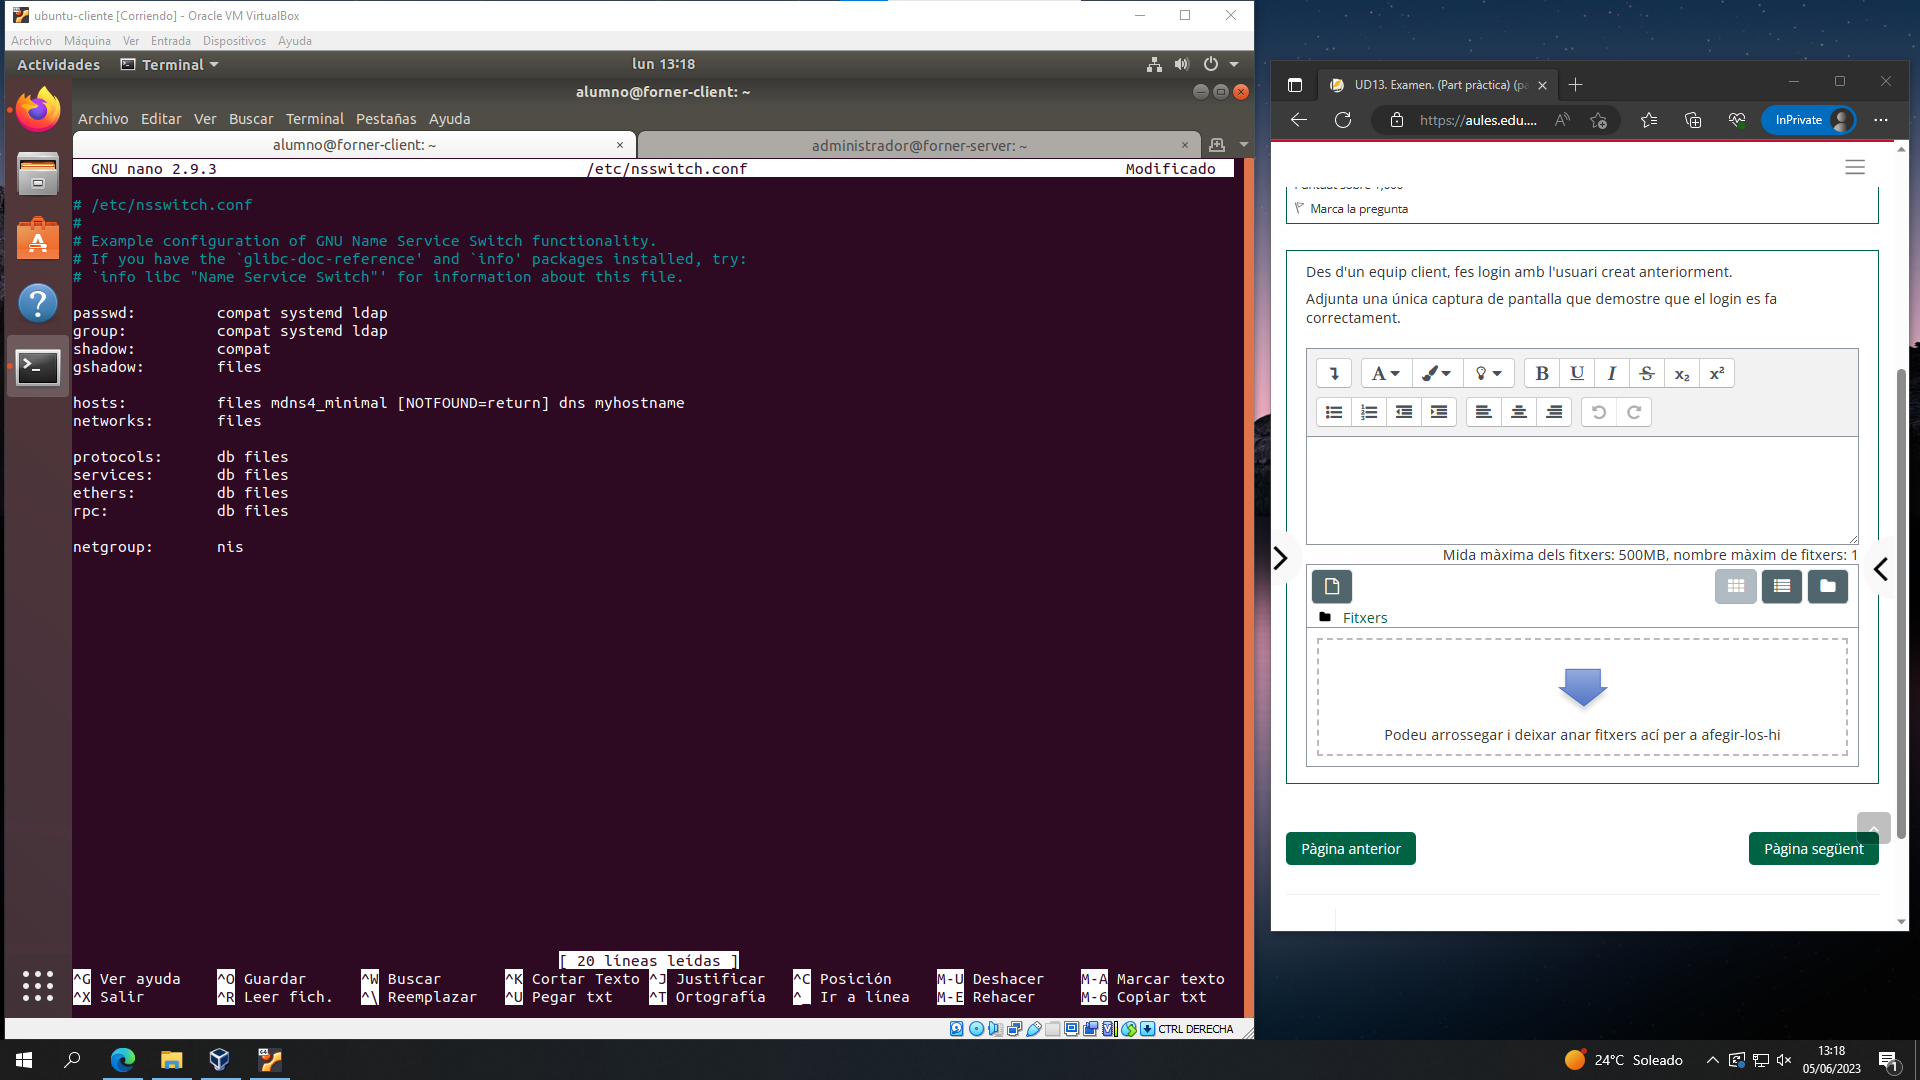 ubuntu-cliente [Corriendo] - Oracle VM VirtualBox
Archivo Máquina Ver Entrada Dispositivos Ayuda
Actividades Terminal lun 13:18
alumno@forner-client: ~
Archivo Editar Ver Buscar Terminal Pestañas Ayuda
alumno@forner-client: ~ × administrador@forner-server: ~ ×
GNU nano 2.9.3 /etc/nsswitch.conf Modificado
# /etc/nsswitch.conf
#
# Example configuration of GNU Name Service Switch functionality.
# If you have the `glibc-doc-reference' and `info' packages installed, try:
# `info libc "Name Service Switch"' for information about this file.
passwd: compat systemd ldap
group: compat systemd ldap
shadow: compat
gshadow: files
hosts: files mdns4_minimal [NOTFOUND=return] dns myhostname
networks: files
protocols: db files
services: db files
ethers: db files
rpc: db files
netgroup: nis
[ 20 líneas leídas ]
^G Ver ayuda ^O Guardar ^W Buscar ^K Cortar Texto ^J Justificar ^C Posición M-U Deshacer M-A Marcar texto
^X Salir ^R Leer fich. ^\ Reemplazar ^U Pegar txt ^T Ortografía ^_ Ir a línea M-E Rehacer M-6 Copiar txt
CTRL DERECHA
UD13. Examen. (Part pràctica) (pa
https://aules.edu.... InPrivate
Marca la pregunta
Des d'un equip client, fes login amb l'usuari creat anteriorment.
Adjunta una única captura de pantalla que demostre que el login es fa
correctament.
A B U I S x₂ x²
Mida màxima dels fitxers: 500MB, nombre màxim de fitxers: 1
Fitxers
Podeu arrossegar i deixar anar fitxers ací per a afegir-los-hi
Pàgina anterior Pàgina següent
24°C Soleado
13:18
05/06/2023
1